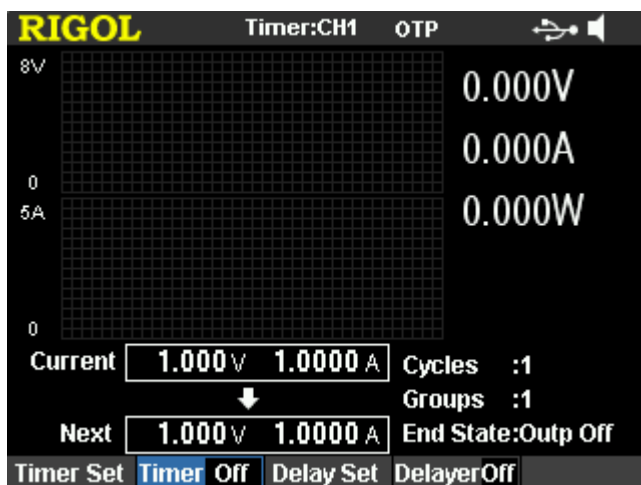 RIGOL Timer:CH1 OTP
8V
0.000V
0.000A
0
5A
0.000W
0
Current 1.000V 1.0000A Cycles :1
Groups :1
Next 1.000V 1.0000A End State:Outp Off
Timer Set Timer Off Delay Set Delayer Off